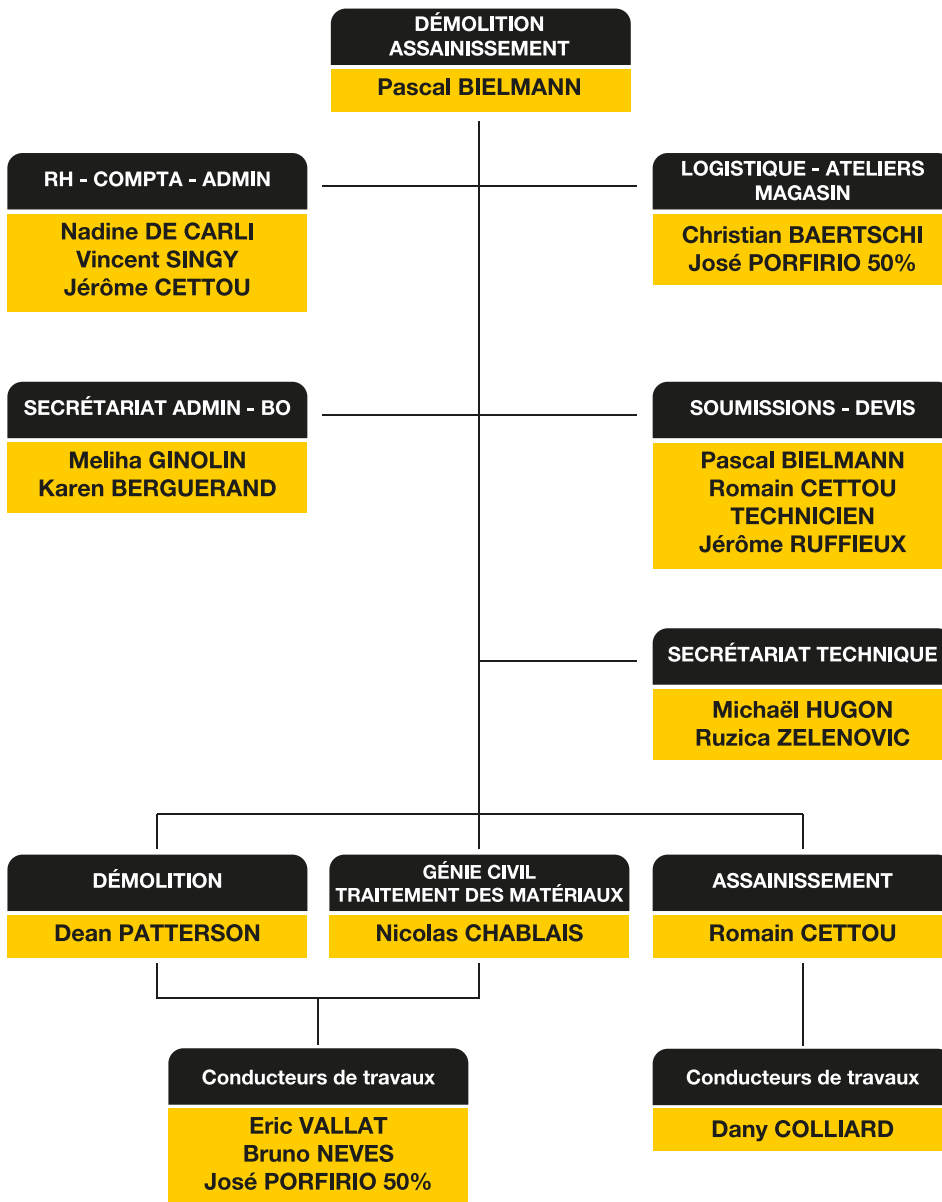 DÉMOLITION
ASSAINISSEMENT
Pascal BIELMANN
RH - COMPTA - ADMIN
Nadine DE CARLI
Vincent SINGY
Jérôme CETTOU
LOGISTIQUE - ATELIERS
MAGASIN
Christian BAERTSCHI
José PORFIRIO 50%
SECRÉTARIAT ADMIN - BO
Meliha GINOLIN
Karen BERGUERAND
SOUMISSIONS - DEVIS
Pascal BIELMANN
Romain CETTOU
TECHNICIEN
Jérôme RUFFIEUX
SECRÉTARIAT TECHNIQUE
Michaël HUGON
Ruzica ZELENOVIC
DÉMOLITION
Dean PATTERSON
GÉNIE CIVIL
TRAITEMENT DES MATÉRIAUX
Nicolas CHABLAIS
ASSAINISSEMENT
Romain CETTOU
Conducteurs de travaux
Eric VALLAT
Bruno NEVES
José PORFIRIO 50%
Conducteurs de travaux
Dany COLLIARD